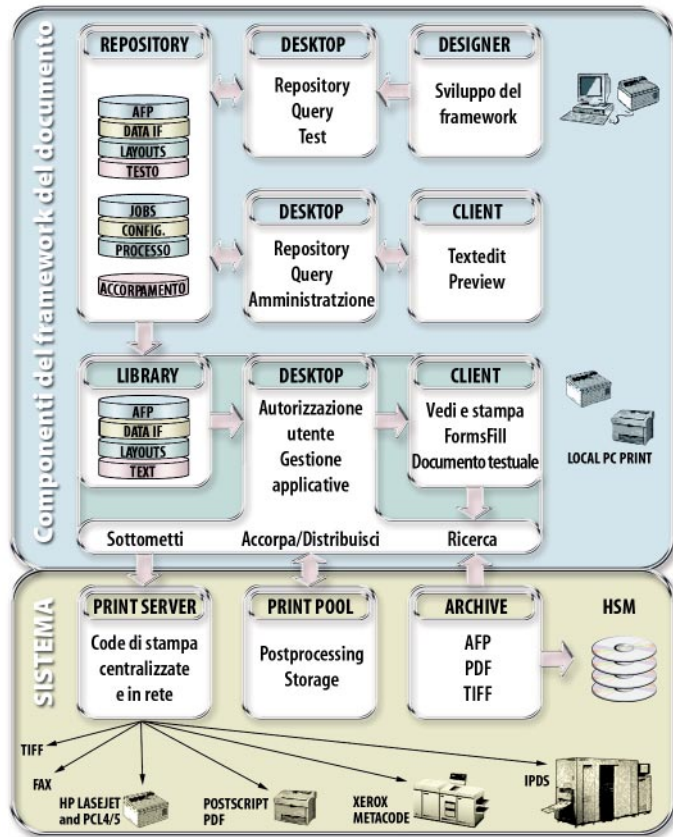 Componenti del framework del documento
REPOSITORY
AFP
DATA IF
LAYOUTS
TESTO
JOBS
CONFIG.
PROCESSO
ACCORPAMENTO
DESKTOP
Repository
Query
Test
DESIGNER
Sviluppo del
framework
DESKTOP
Repository
Query
Amministratzione
CLIENT
Textedit
Preview
LIBRARY
AFP
DATA IF
LAYOUTS
TEXT
DESKTOP
Autorizzazione
utente
Gestione
applicative
CLIENT
Vedi e stampa
FormsFill
Documento testuale
LOCAL PC PRINT
Sottometti
Accorpa/Distribuisci
Ricerca
SISTEMA
PRINT SERVER
Code di stampa
centralizzate
e in rete
PRINT POOL
Postprocessing
Storage
ARCHIVE
AFP
PDF
TIFF
HSM
TIFF
FAX
HP LASEJET
and PCL4/5
POSTSCRIPT
PDF
XEROX
METACODE
IPDS